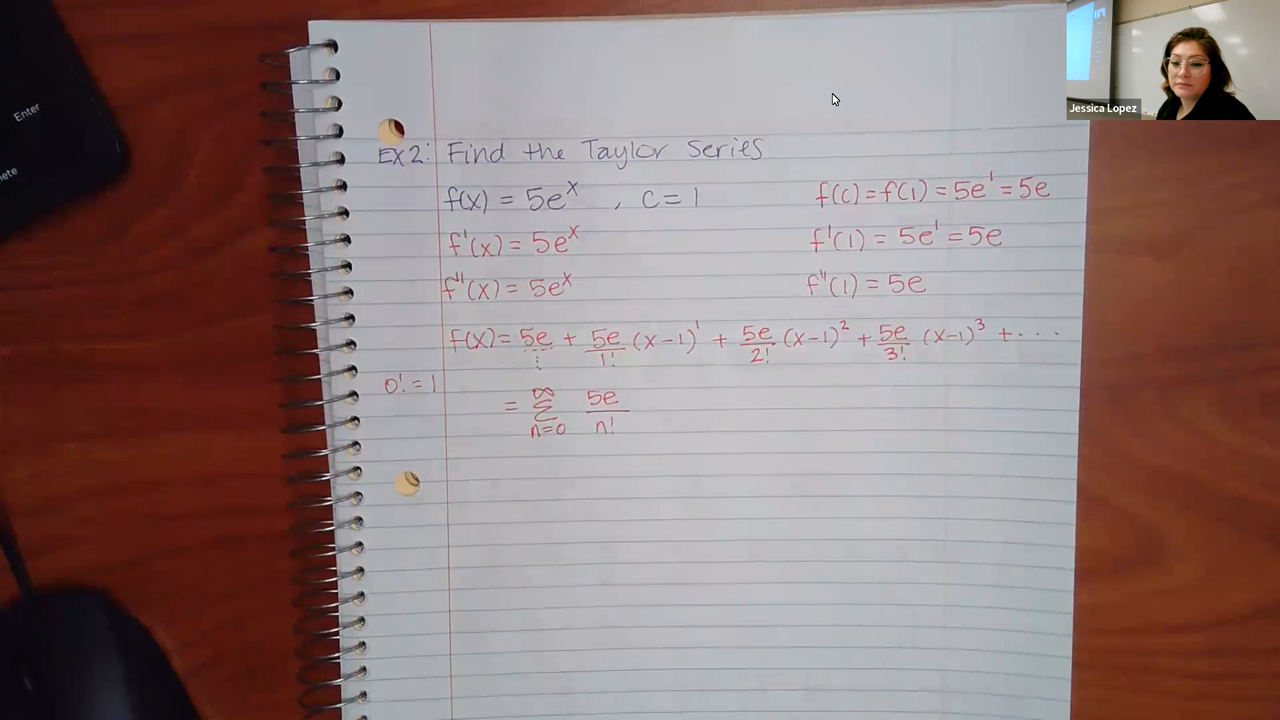 Enter
lete
Jessica Lopez
EX 2: Find the Taylor Series
f(x) = 5e^x , c = 1
f(c) = f(1) = 5e^1 = 5e
f'(x) = 5e^x
f'(1) = 5e^1 = 5e
f''(x) = 5e^x
f''(1) = 5e
f(x) = 5e + 5e/1! (x-1)^1 + 5e/2! (x-1)^2 + 5e/3! (x-1)^3 + ...
0! = 1
= ∞ Σ n=0 5e/n!